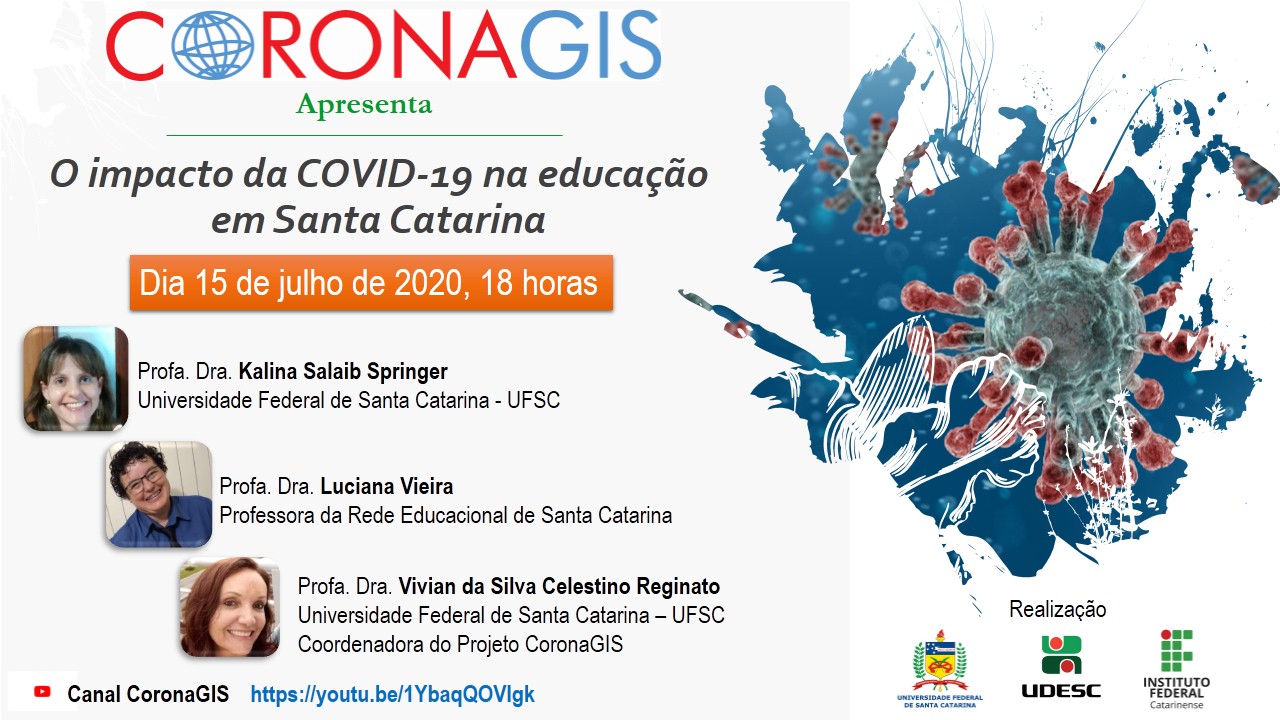 CORONAGIS
Apresenta
O impacto da COVID-19 na educação
em Santa Catarina
Dia 15 de julho de 2020, 18 horas
Profa. Dra. Kalina Salaib Springer
Universidade Federal de Santa Catarina - UFSC
Profa. Dra. Luciana Vieira
Professora da Rede Educacional de Santa Catarina
Profa. Dra. Vivian da Silva Celestino Reginato
Universidade Federal de Santa Catarina – UFSC
Coordenadora do Projeto CoronaGIS
Canal CoronaGIS https://youtu.be/1YbaqQOVIgk
Realização
UNIVERSIDADE FEDERAL
DE SANTA CATARINA
UDESC
INSTITUTO
FEDERAL
Catarinense